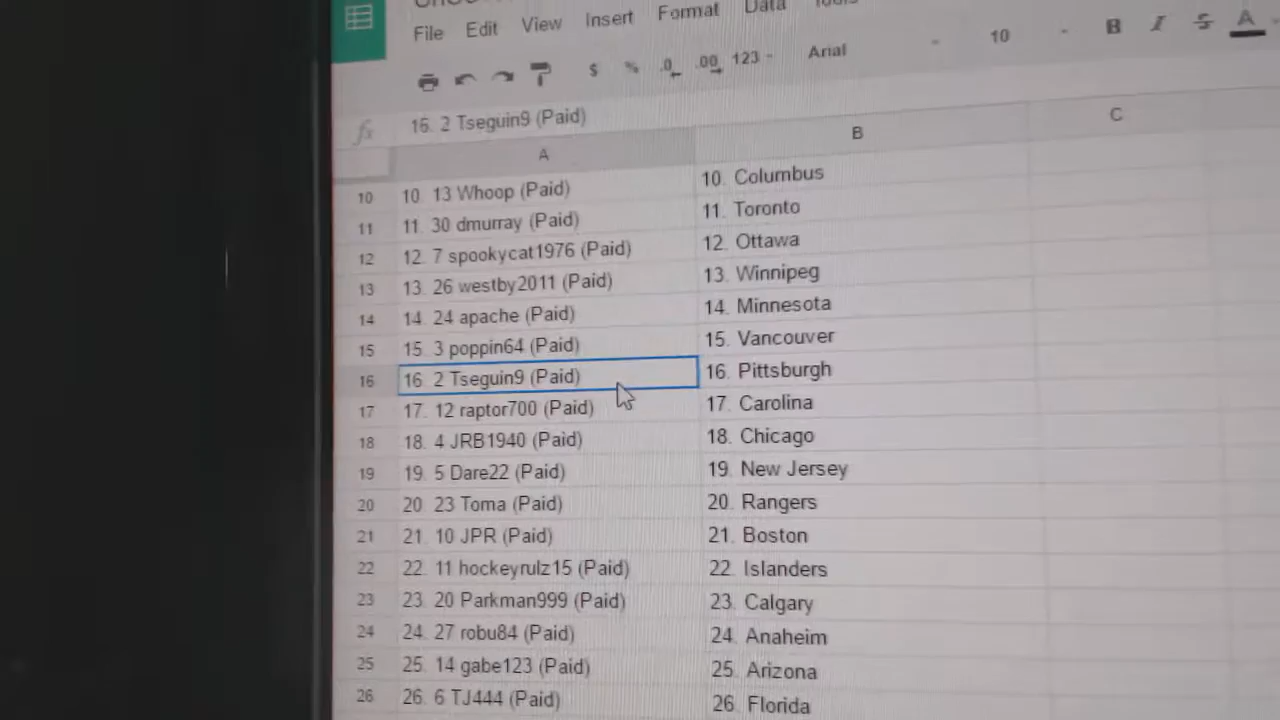 File Edit View Insert Format Data
$ % .0 .00 123 Arial 10 B I S A
fx 16. 2 Tseguin9 (Paid)
A B C
10 10. 13 Whoop (Paid) 10. Columbus
11 11. 30 dmurray (Paid) 11. Toronto
12 12. 7 spookycat1976 (Paid) 12. Ottawa
13 13. 26 westby2011 (Paid) 13. Winnipeg
14 14. 24 apache (Paid) 14. Minnesota
15 15. 3 poppin64 (Paid) 15. Vancouver
16 16. 2 Tseguin9 (Paid) 16. Pittsburgh
17 17. 12 raptor700 (Paid) 17. Carolina
18 18. 4 JRB1940 (Paid) 18. Chicago
19 19. 5 Dare22 (Paid) 19. New Jersey
20 20. 23 Toma (Paid) 20. Rangers
21 21. 10 JPR (Paid) 21. Boston
22 22. 11 hockeyrulz15 (Paid) 22. Islanders
23 23. 20 Parkman999 (Paid) 23. Calgary
24 24. 27 robu84 (Paid) 24. Anaheim
25 25. 14 gabe123 (Paid) 25. Arizona
26 26. 6 TJ444 (Paid) 26. Florida